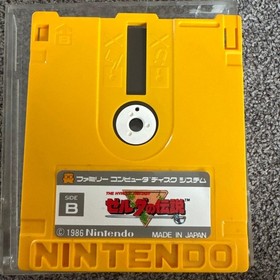 ファミリー コンピュータ ディスク システム
SIDE
B
THE HYRULE FANTASY
ゼルダの伝説
©1986 Nintendo MADE IN JAPAN
NINTENDO